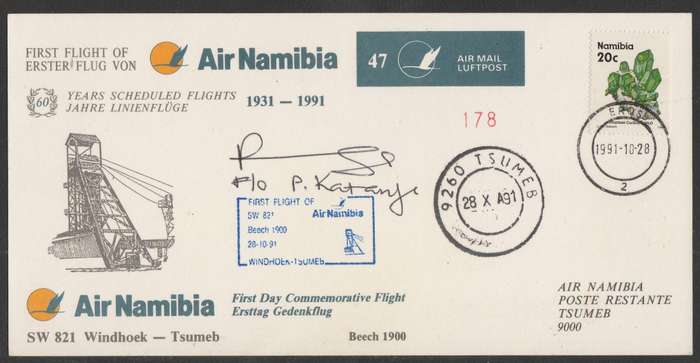 FIRST FLIGHT OF
ERSTER FLUG VON
Air Namibia
47
AIR MAIL
LUFTPOST
Namibia
20c
60
YEARS SCHEDULED FLIGHTS
JAHRE LINIENFLÜGE
1931 — 1991
178
EROS
1991-10-28
2
F/O P. Katanje
9260 TSUMEB
28 X A91
FIRST FLIGHT OF
SW 821 Air Namibia
Beech 1900
28-10-91
WINDHOEK-TSUMEB
Air Namibia
First Day Commemorative Flight
Ersttag Gedenkflug
SW 821 Windhoek — Tsumeb
Beech 1900
AIR NAMIBIA
POSTE RESTANTE
TSUMEB
9000